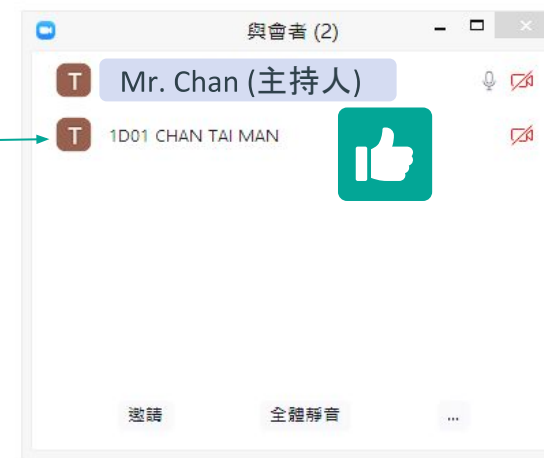 與會者 (2)
T Mr. Chan (主持人)
T 1D01 CHAN TAI MAN
邀請 全體靜音 ...